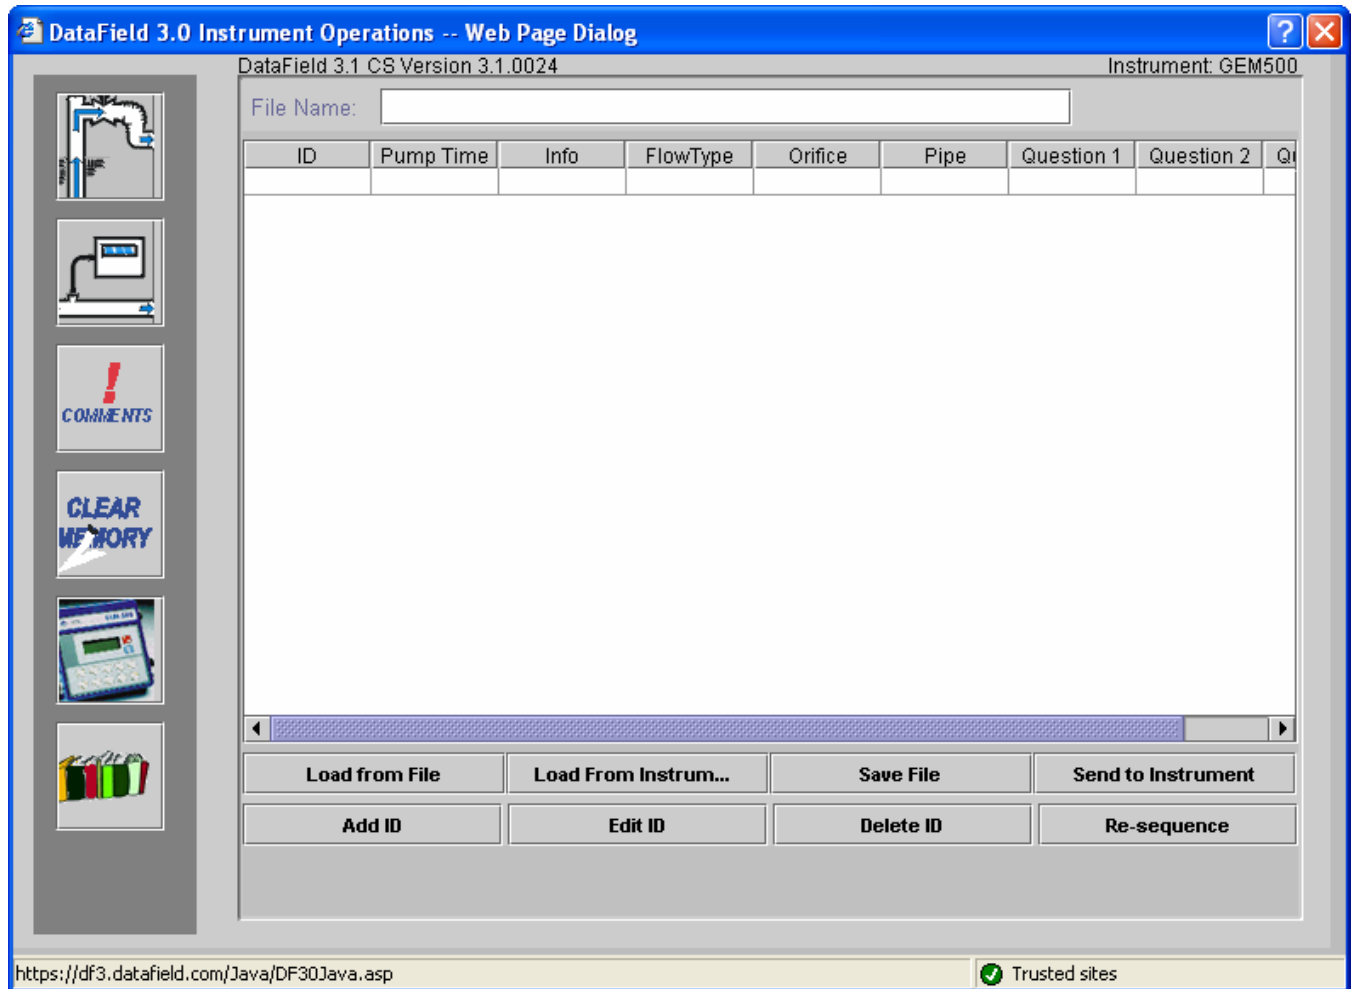 DataField 3.0 Instrument Operations -- Web Page Dialog
DataField 3.1 CS Version 3.1.0024 Instrument: GEM500
File Name:
ID Pump Time Info FlowType Orifice Pipe Question 1 Question 2
COMMENTS
CLEAR
MEMORY
Load from File Load From Instrum... Save File Send to Instrument
Add ID Edit ID Delete ID Re-sequence
https://df3.datafield.com/Java/DF30Java.asp Trusted sites